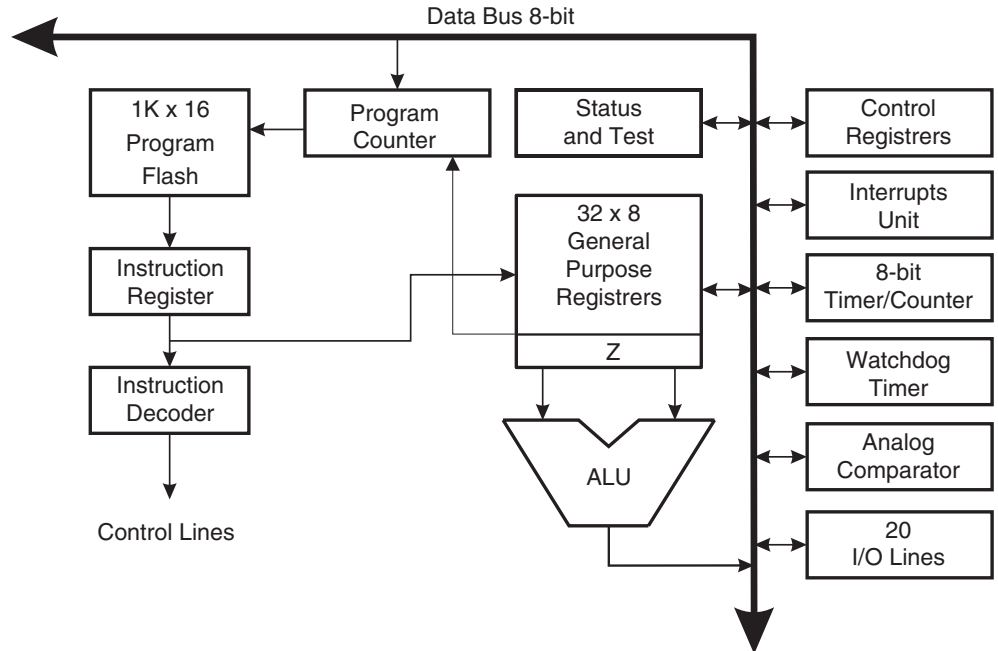 Data Bus 8-bit
1K x 16
Program
Flash
Program
Counter
Status
and Test
Control
Registrers
Interrupts
Unit
32 x 8
General
Purpose
Registrers
Z
Instruction
Register
8-bit
Timer/Counter
Instruction
Decoder
Watchdog
Timer
ALU
Analog
Comparator
Control Lines
20
I/O Lines